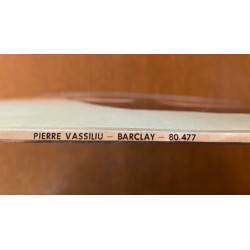 PIERRE VASSILIU – BARCLAY – 80.477